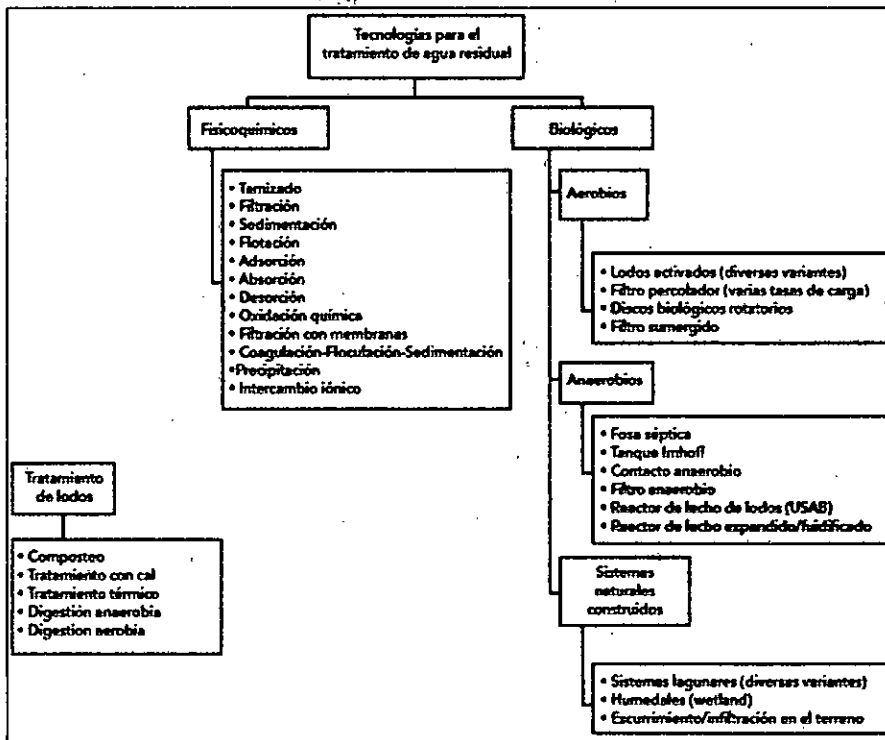 Tecnologías para el
tratamiento de agua residual
Fisicoquímicos
Biológicos
• Tamizado
• Filtración
• Sedimentación
• Flotación
• Adsorción
• Absorción
• Desorción
• Oxidación química
• Filtración con membranas
• Coagulación-Floculación-Sedimentación
•Precipitación
• Intercambio iónico
Aerobios
• Lodos activados (diversas variantes)
• Filtro percolador (varias tasas de carga)
• Discos biológicos rotatorios
• Filtro sumergido
Anaerobios
• Fosa séptica
• Tanque Imhoff
• Contacto anaerobio
• Filtro anaerobio
• Reactor de lecho de lodos (USAB)
• Reactor de lecho expandido/fluidificado
Tratamiento
de lodos
• Composteo
• Tratamiento con cal
• Tratamiento térmico
• Digestión anaerobia
• Digestion aerobia
Sistemas
naturales
construidos
• Sistemas lagunares (diversas variantes)
• Humedales (wetland)
• Escurrimiento/infiltración en el terreno